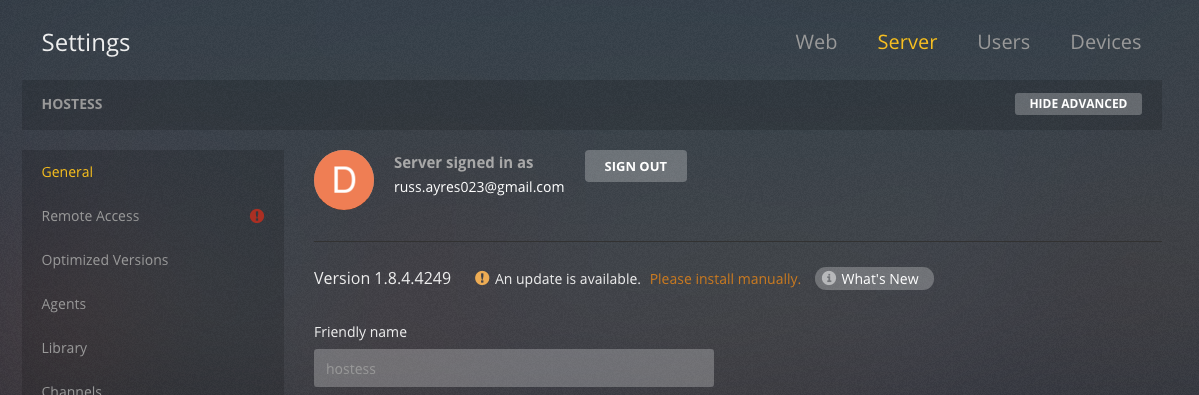 Settings
Web Server Users Devices
HOSTESS
HIDE ADVANCED
General
Remote Access
Optimized Versions
Agents
Library
Channels
D
Server signed in as
russ.ayres023@gmail.com
SIGN OUT
Version 1.8.4.4249
An update is available. Please install manually.
What's New
Friendly name
hostess